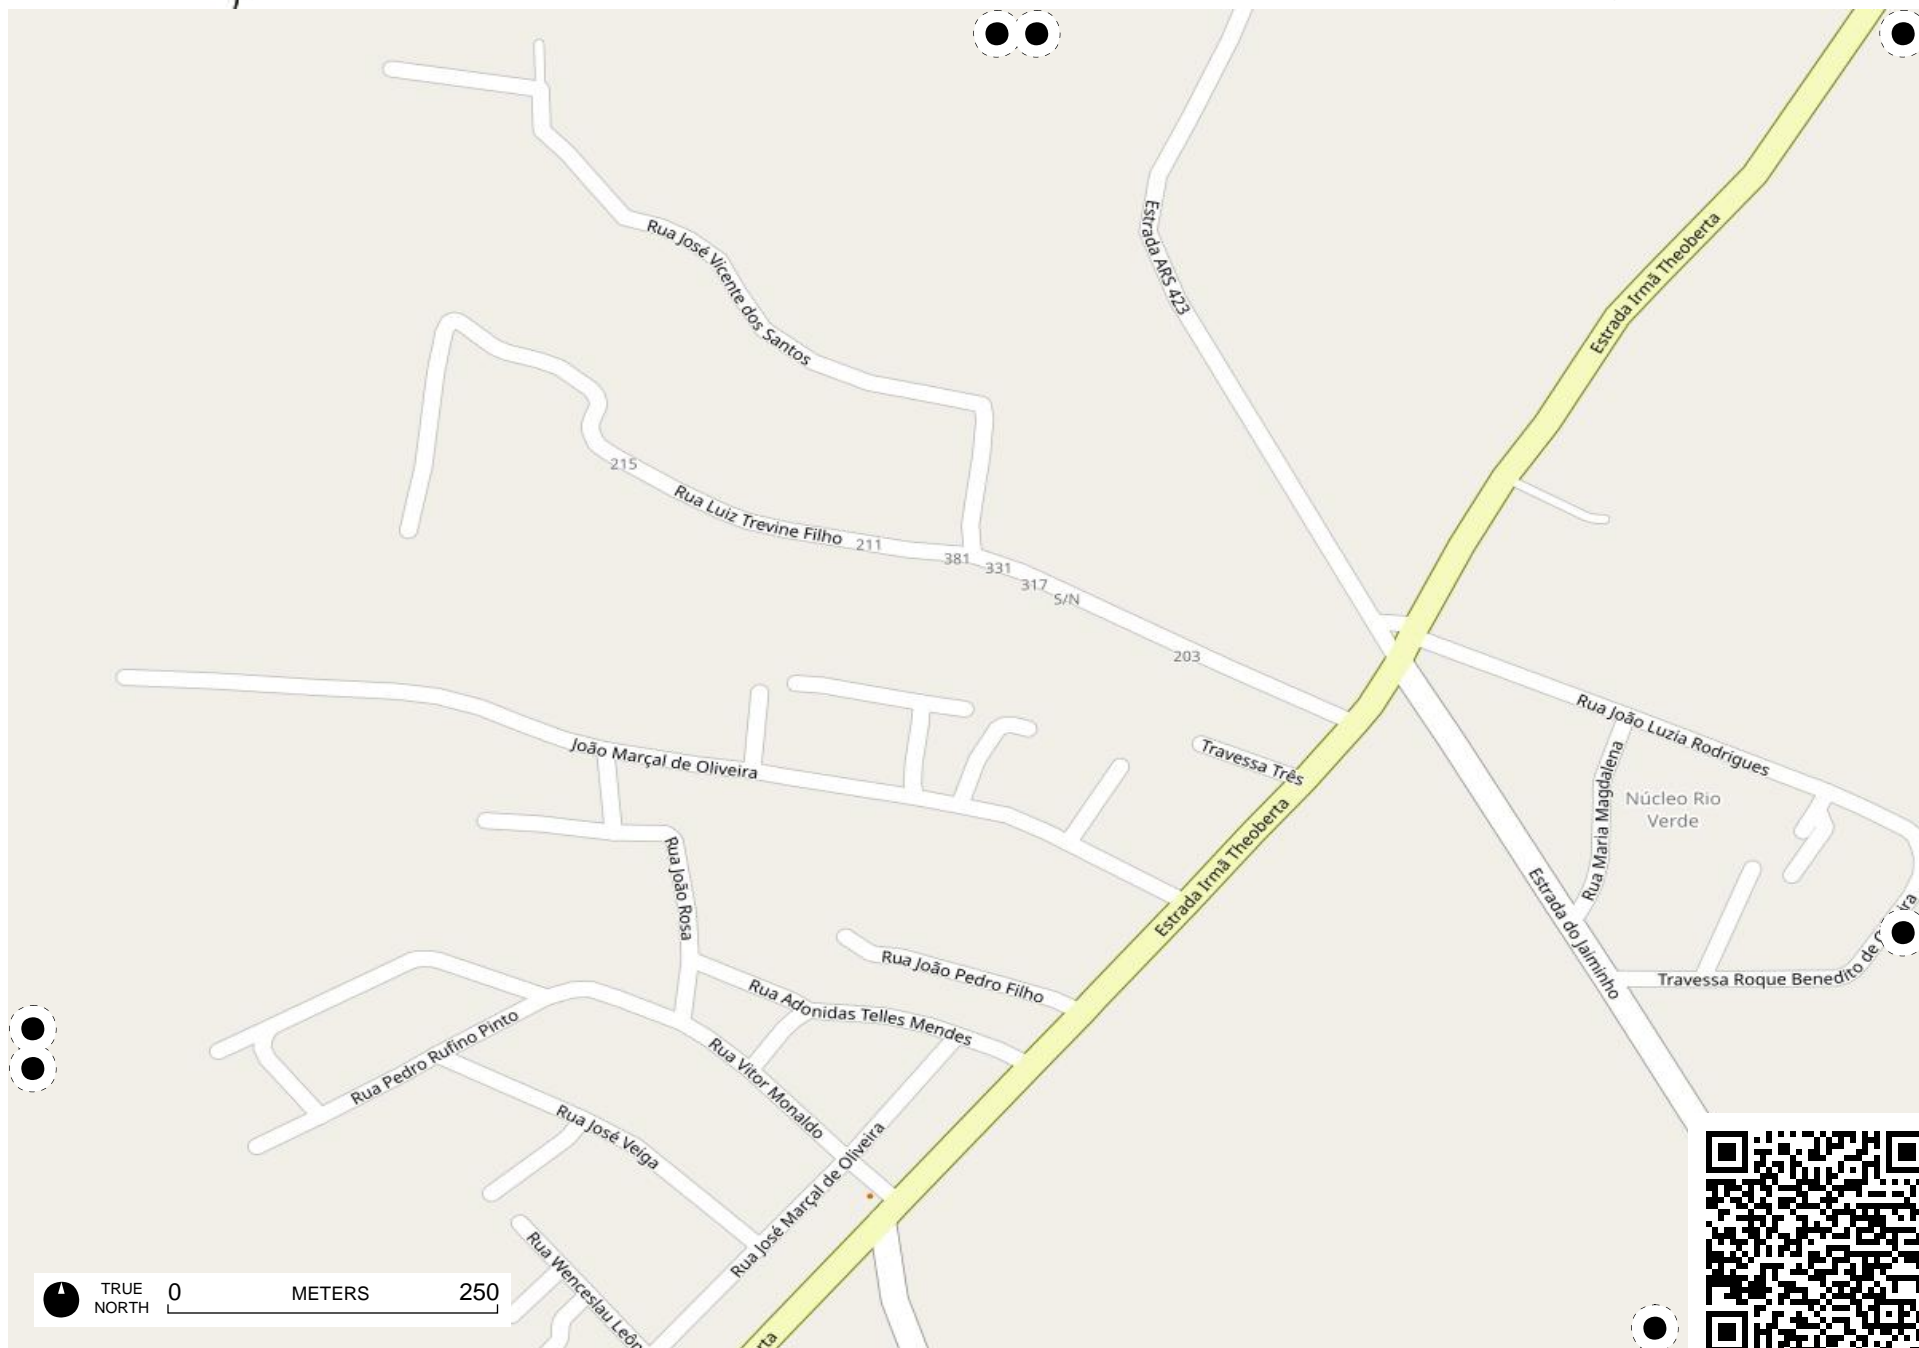 Rua José Vicente dos Santos
Estrada ARS 423
Estrada Irmã Theoberta
215
Rua Luiz Trevine Filho
211
381
331
317
S/N
203
João Marçal de Oliveira
Travessa Três
Rua João Luzia Rodrigues
Rua Maria Magdalena
Núcleo Rio
Verde
Estrada Irmã Theoberta
Rua João Rosa
Estrada do Jaiminho
Rua João Pedro Filho
Travessa Roque Benedito de
Rua Adonidas Telles Mendes
Rua Pedro Rufino Pinto
Rua Vitor Monaldo
Rua José Veiga
Rua José Marçal de Oliveira
Rua Wenceslau Leôn
TRUE
NORTH
0
METERS
250
rta